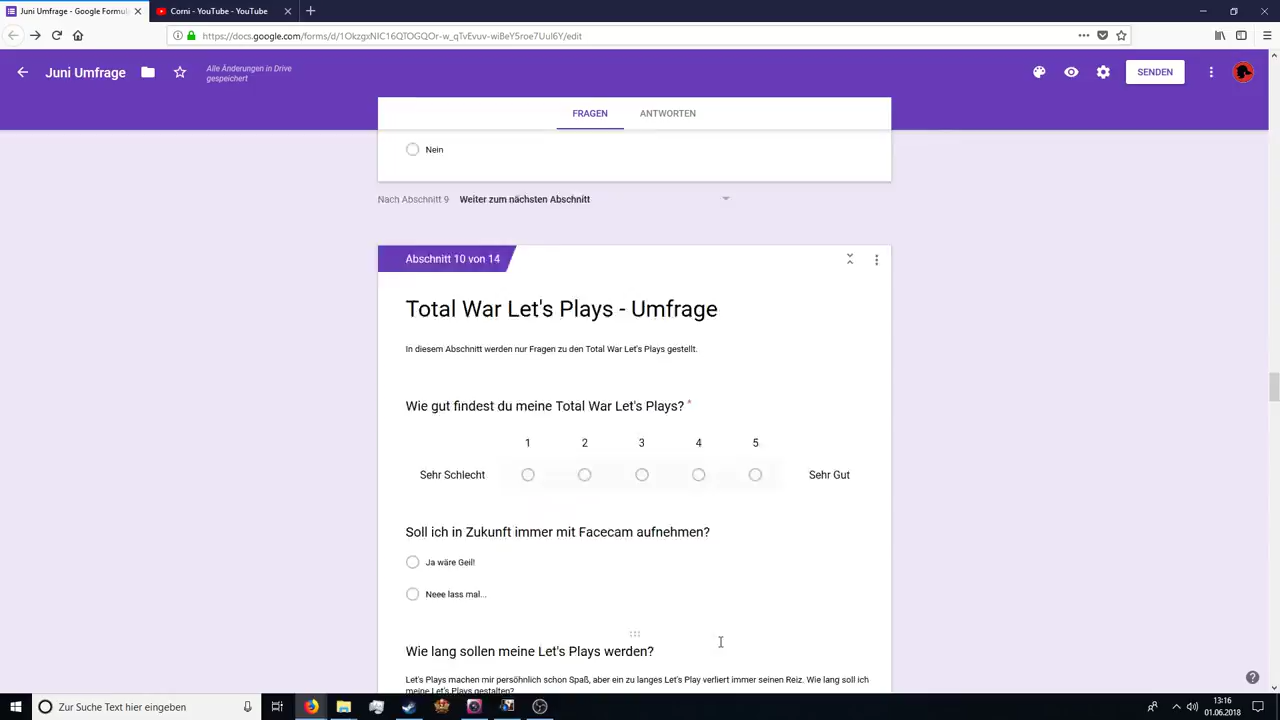 Juni Umfrage - Google Formul
Corni - YouTube - YouTube
https://docs.google.com/forms/d/1OkzgxNIC16QTOGQOr-w_qTvEvuv-wiBeY5roe7Uul6Y/edit
Juni Umfrage
Alle Änderungen in Drive
gespeichert
SENDEN
FRAGEN
ANTWORTEN
Nein
Nach Abschnitt 9 Weiter zum nächsten Abschnitt
Abschnitt 10 von 14
Total War Let's Plays - Umfrage
In diesem Abschnitt werden nur Fragen zu den Total War Let's Plays gestellt.
Wie gut findest du meine Total War Let's Plays? *
1 2 3 4 5
Sehr Schlecht Sehr Gut
Soll ich in Zukunft immer mit Facecam aufnehmen?
Ja wäre Geil!
Neee lass mal...
Wie lang sollen meine Let's Plays werden?
Let's Plays machen mir persöhnlich schon Spaß, aber ein zu langes Let's Play verliert immer seinen Reiz. Wie lang soll ich
meine Let's Plays gestalten?
Zur Suche Text hier eingeben
13:16
01.06.2018